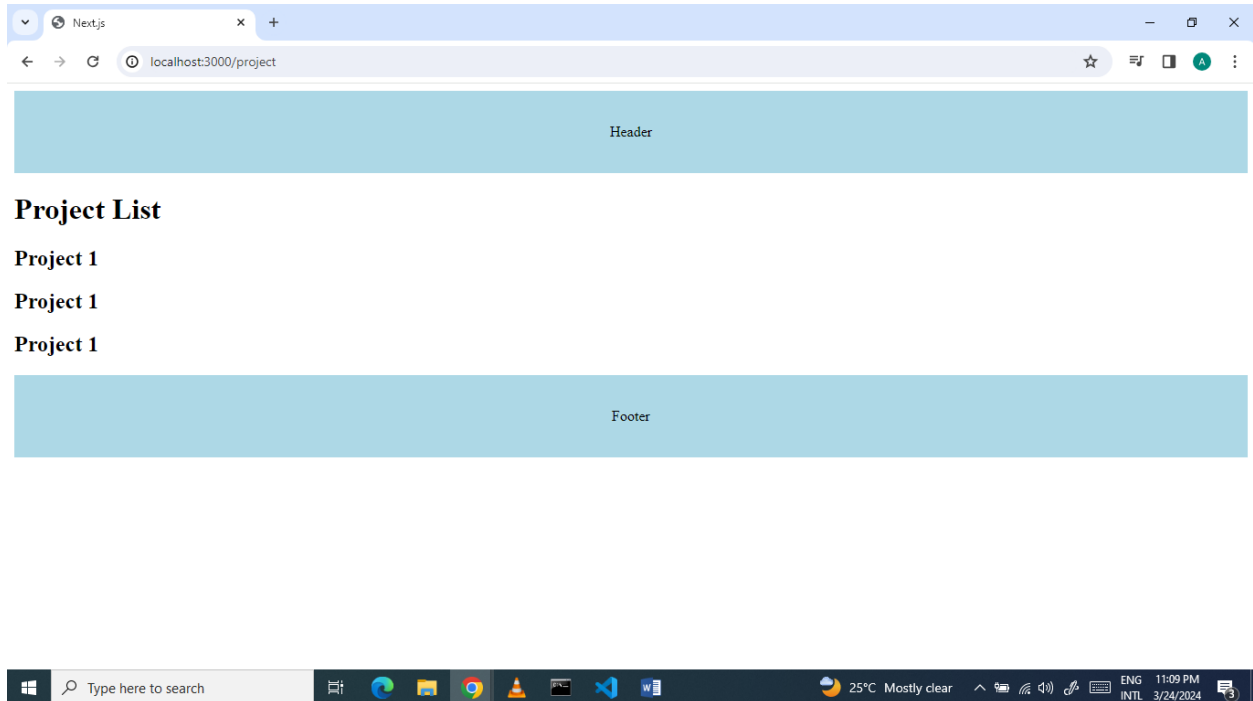 Next.js
localhost:3000/project
A
Header
Project List
Project 1
Project 1
Project 1
Footer
Type here to search
25°C Mostly clear
ENG 11:09 PM
INTL 3/24/2024
3